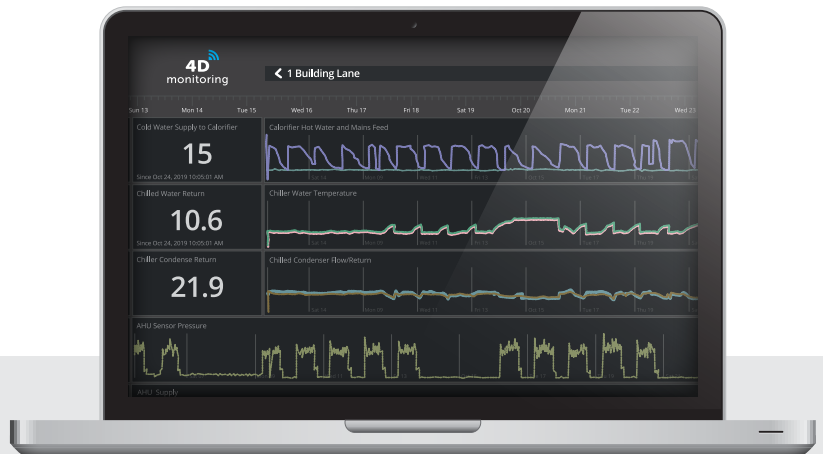 4D
monitoring
1 Building Lane
Sun 13 Mon 14 Tue 15 Wed 16 Thu 17 Fri 18 Sat 19 Oct 20 Mon 21 Tue 22 Wed 23
Cold Water Supply to Calorifier
15
Since Oct 24, 2019 10:05:01 AM
Calorifier Hot Water and Mains Feed
Chilled Water Return
10.6
Since Oct 24, 2019 10:05:01 AM
Chiller Water Temperature
Chiller Condense Return
21.9
Chilled Condenser Flow/Return
AHU Sensor Pressure
AHU Supply